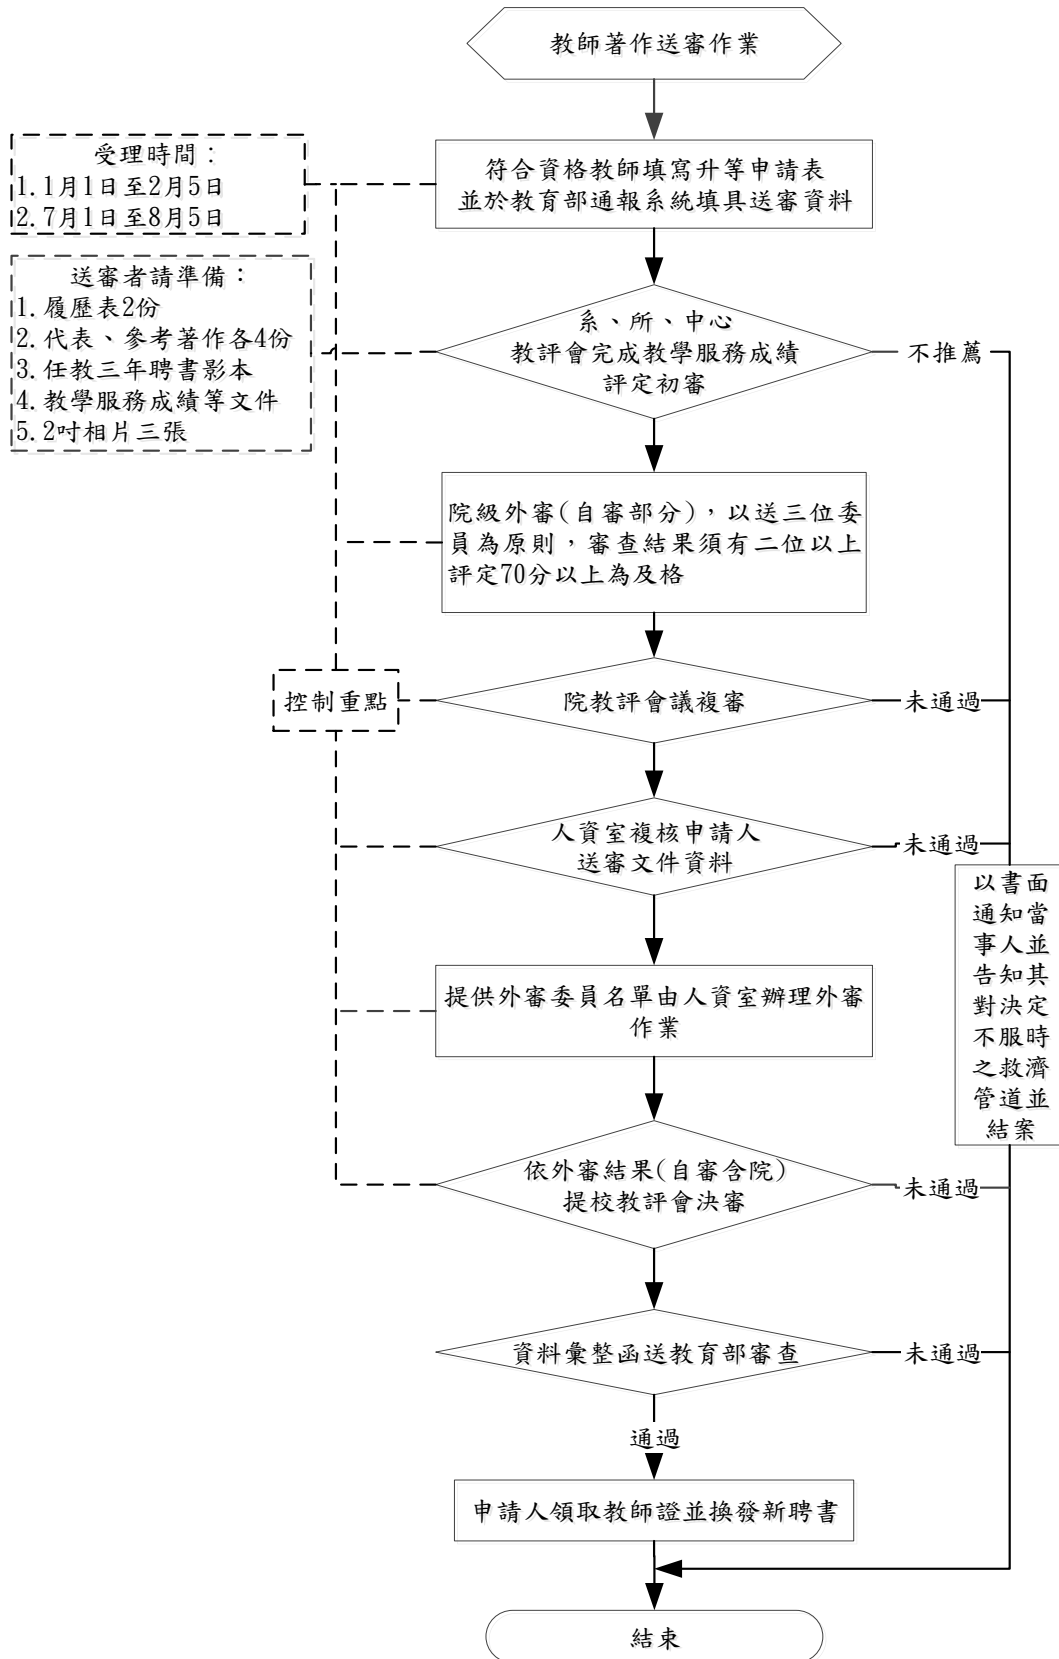 教師著作送審作業
受理時間：
1.1月1日至2月5日
2.7月1日至8月5日
符合資格教師填寫升等申請表
並於教育部通報系統填具送審資料
送審者請準備：
1.履歷表2份
2.代表、參考著作各4份
3.任教三年聘書影本
4.教學服務成績等文件
5.2吋相片三張
系、所、中心
教評會完成教學服務成績
評定初審
不推薦
院級外審(自審部分)，以送三位委
員為原則，審查結果須有二位以上
評定70分以上為及格
控制重點
院教評會議複審
未通過
人資室複核申請人
送審文件資料
未通過
以書面
通知當
事人並
告知其
對決定
不服時
之救濟
管道並
結案
提供外審委員名單由人資室辦理外審
作業
依外審結果(自審含院)
提校教評會決審
未通過
資料彙整函送教育部審查
未通過
通過
申請人領取教師證並換發新聘書
結束